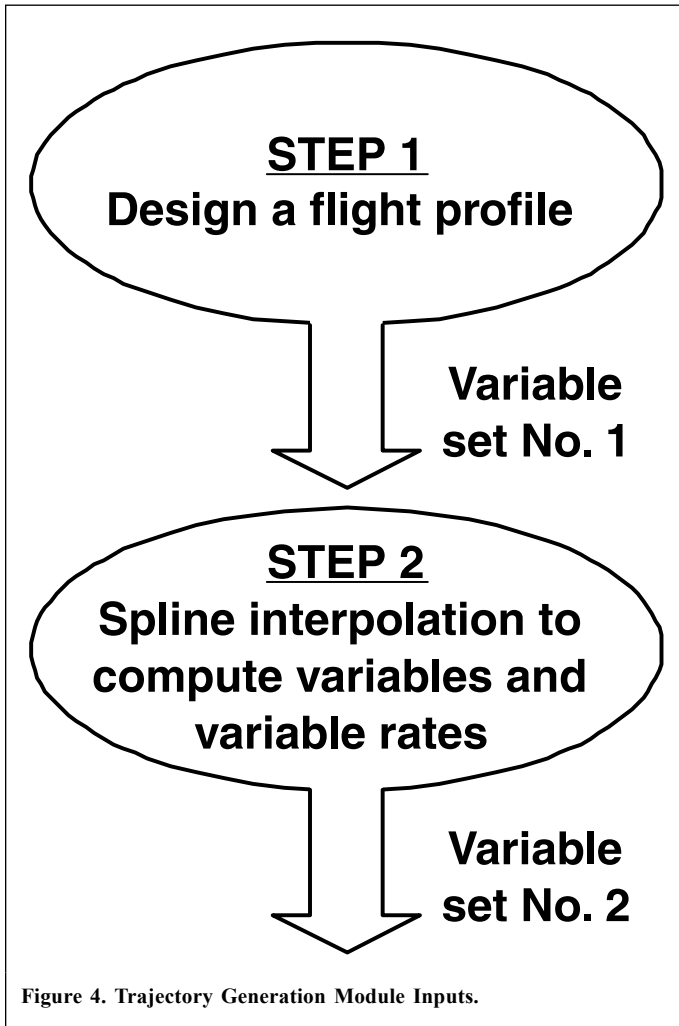 STEP 1
Design a flight profile
Variable
set No. 1
STEP 2
Spline interpolation to
compute variables and
variable rates
Variable
set No. 2
Figure 4. Trajectory Generation Module Inputs.